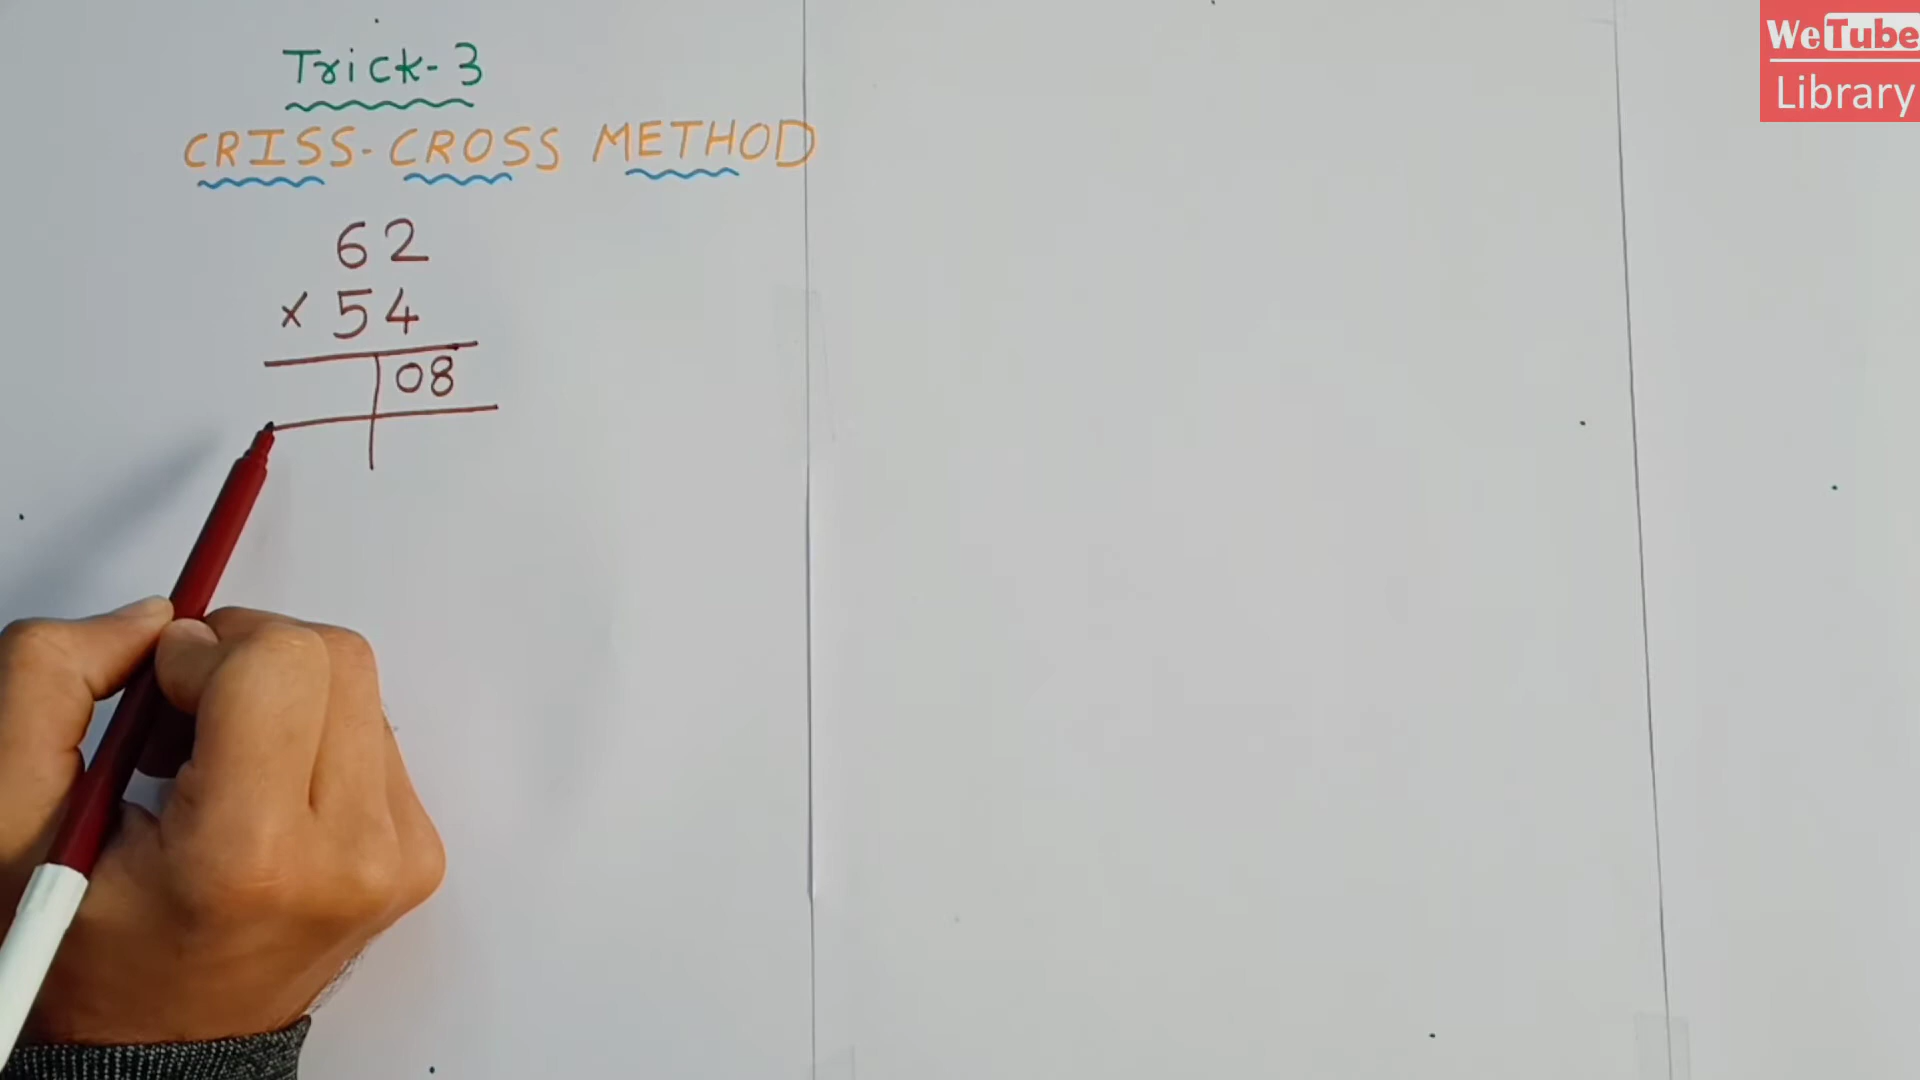 Trick-3
CRISS-CROSS METHOD
62
× 54
08
WeTube
Library